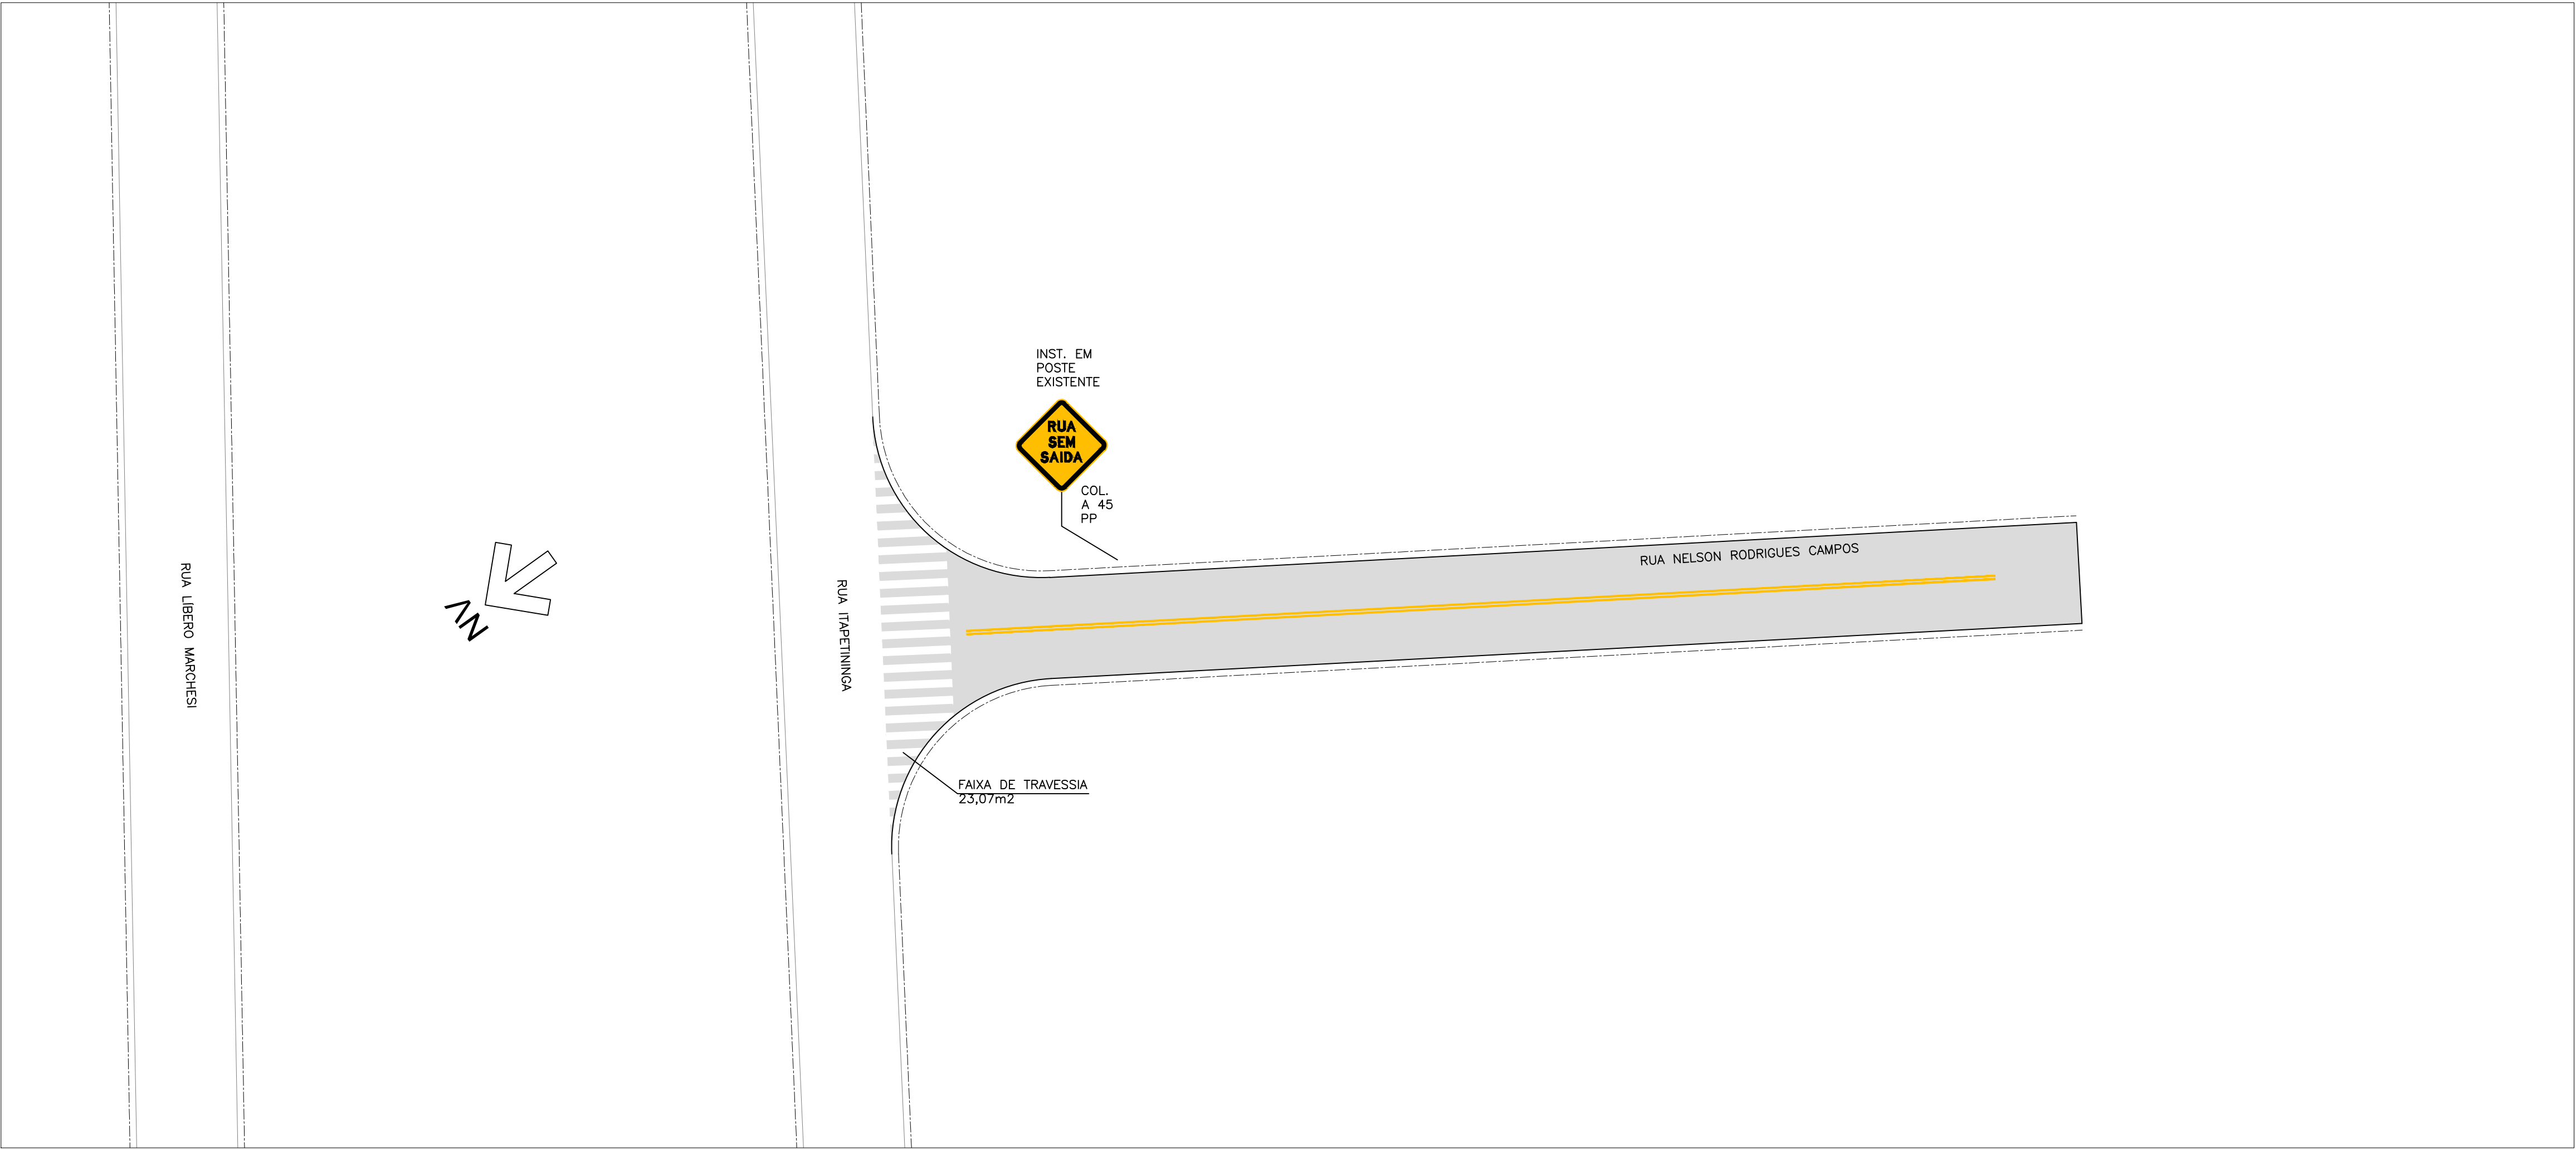 RUA LÍBERO MARCHESI
NV
RUA ITAPETININGA
INST. EM
POSTE
EXISTENTE
RUA
SEM
SAIDA
COL.
A 45
PP
RUA NELSON RODRIGUES CAMPOS
FAIXA DE TRAVESSIA
23,07m2